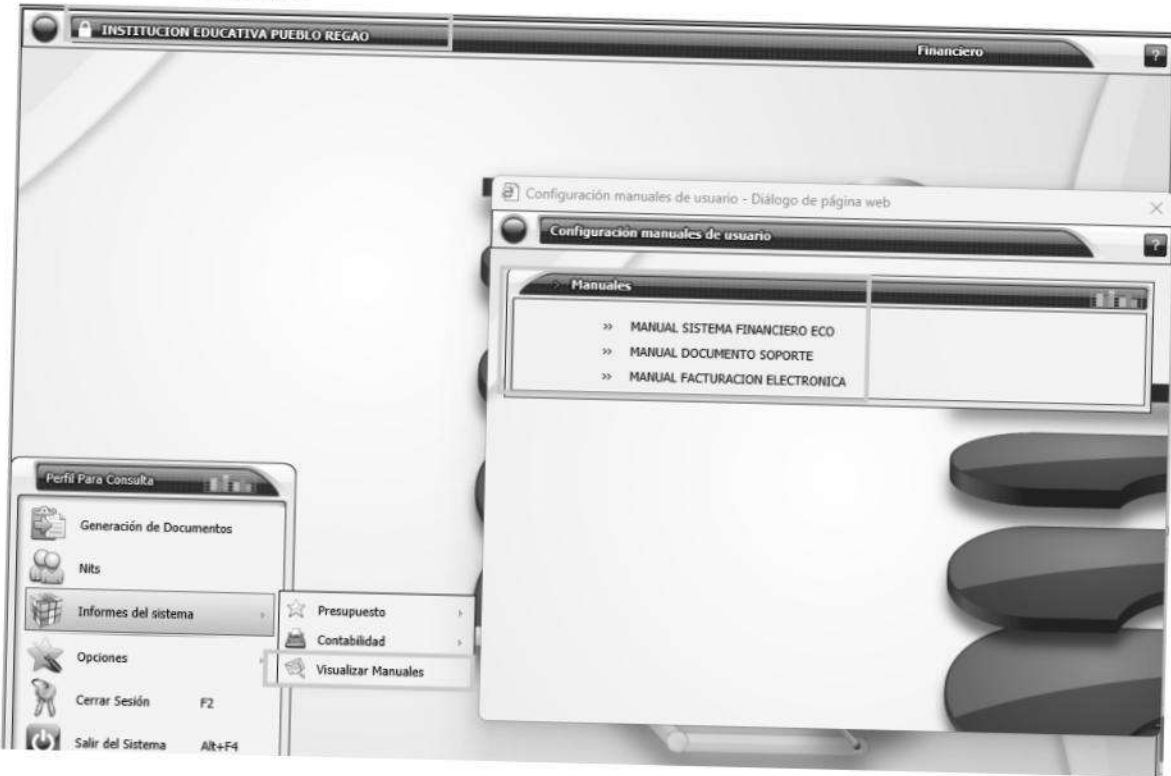 INSTITUCION EDUCATIVA PUEBLO REGAO
Financiero
?
Configuración manuales de usuario - Diálogo de página web
Configuración manuales de usuario
?
> Manuales
» MANUAL SISTEMA FINANCIERO ECO
» MANUAL DOCUMENTO SOPORTE
» MANUAL FACTURACION ELECTRONICA
Perfil Para Consulta
Generación de Documentos
Nits
Informes del sistema
Presupuesto
Contabilidad
Visualizar Manuales
Opciones
Cerrar Sesión F2
Salir del Sistema Alt+F4